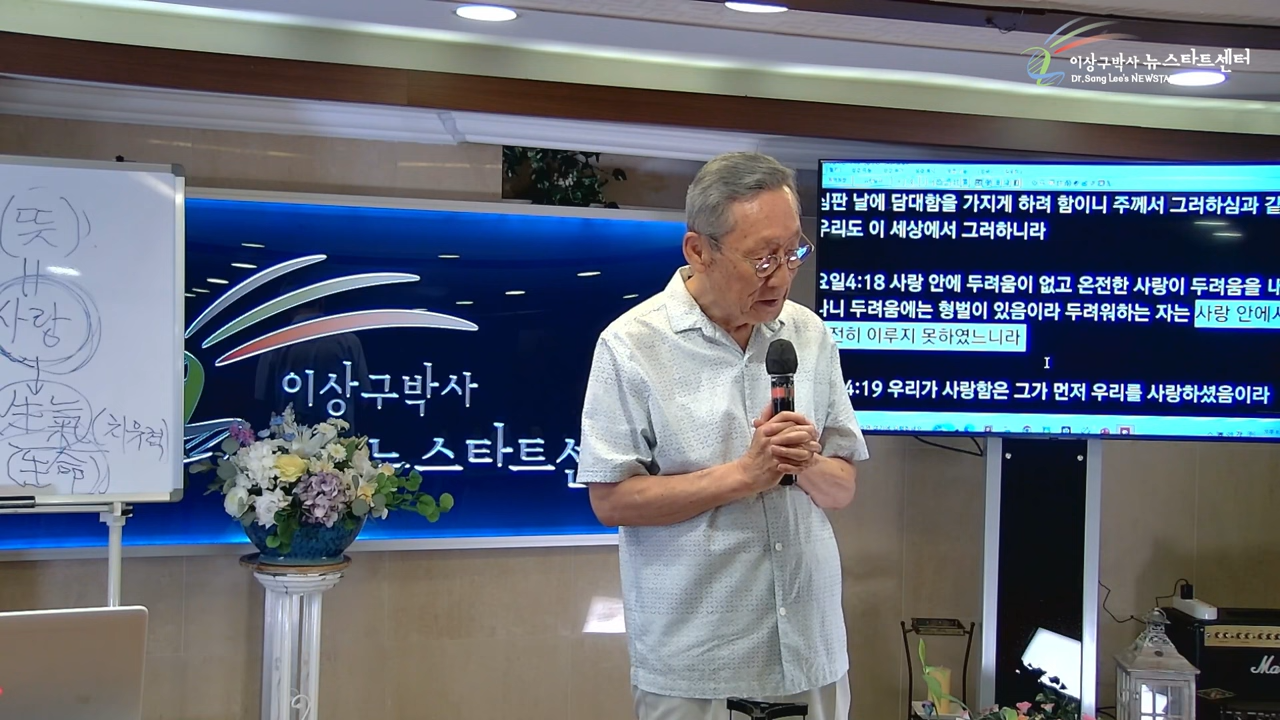 이상구박사 뉴스타트센터
Dr. Sang Lee's
(뜻)
사랑
生氣 (치유력)
(生命)
이상구박사
뉴스타트센
심판 날에 담대함을 가지게 하려 함이니 주께서 그러하심과 같
우리도 이 세상에서 그러하니라
요일4:18 사랑 안에 두려움이 없고 온전한 사랑이 두려움을 내
나니 두려움에는 형벌이 있음이라 두려워하는 자는 사랑 안에서
전히 이루지 못하였느니라
4:19 우리가 사랑함은 그가 먼저 우리를 사랑하셨음이라